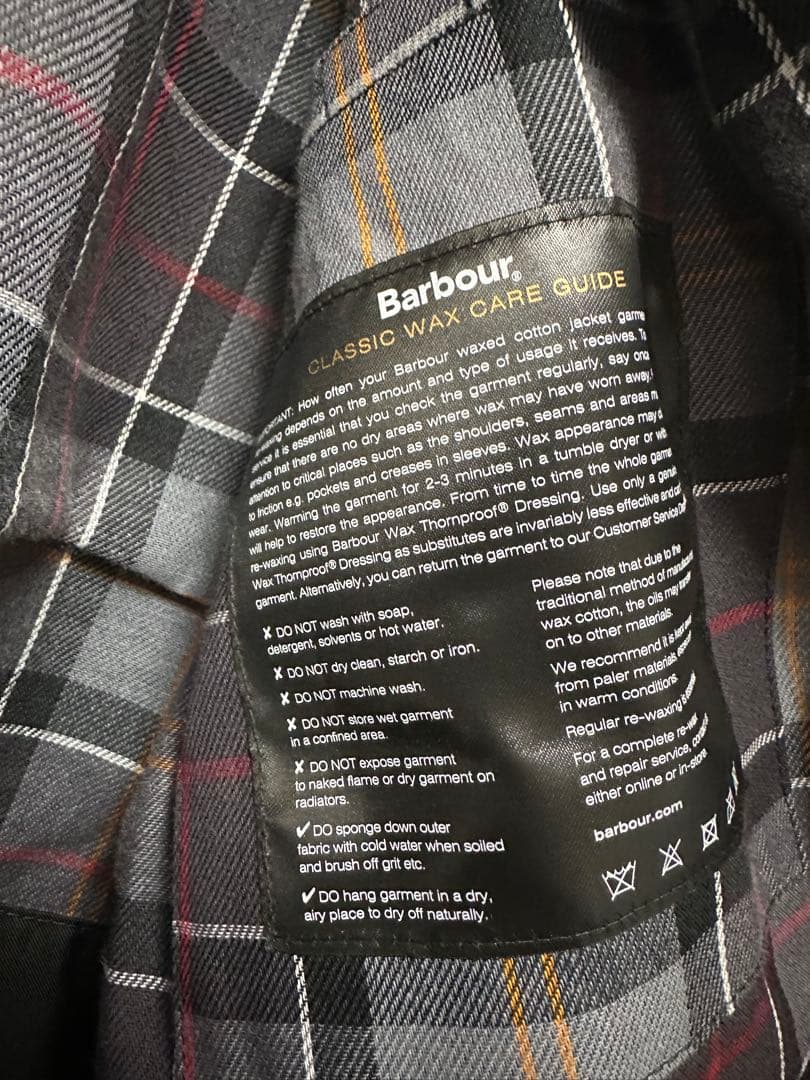 Barbour®
CLASSIC WAX CARE GUIDE
How often your Barbour waxed cotton jacket
depends on the amount and type of usage it receives.
it is essential that you check the garment regularly, say
that there are no dry areas where wax may have worn away.
to critical places such as the shoulders, seams and areas
to friction e.g. pockets and creases in sleeves. Wax appearance may
wear. Warming the garment for 2-3 minutes in a tumble dryer or
will help to restore the appearance. From time to time the whole
re-waxing using Barbour Wax Thornproof® Dressing. Use only a
Wax Thornproof® Dressing as substitutes are invariably less effective and
garment. Alternatively, you can return the garment to our Customer Service
✗ DO NOT wash with soap,
detergent, solvents or hot water.
✗ DO NOT dry clean, starch or iron.
✗ DO NOT machine wash.
✗ DO NOT store wet garment
in a confined area.
✗ DO NOT expose garment
to naked flame or dry garment on
radiators.
✔ DO sponge down outer
fabric with cold water when soiled
and brush off grit etc.
✔ DO hang garment in a dry,
airy place to dry off naturally.
Please note that due to the
traditional method of
wax cotton, the oils may
on to other materials.
We recommend it is
from paler materials
in warm conditions.
Regular re-waxing is
For a complete
and repair service,
either online or in-store
barbour.com